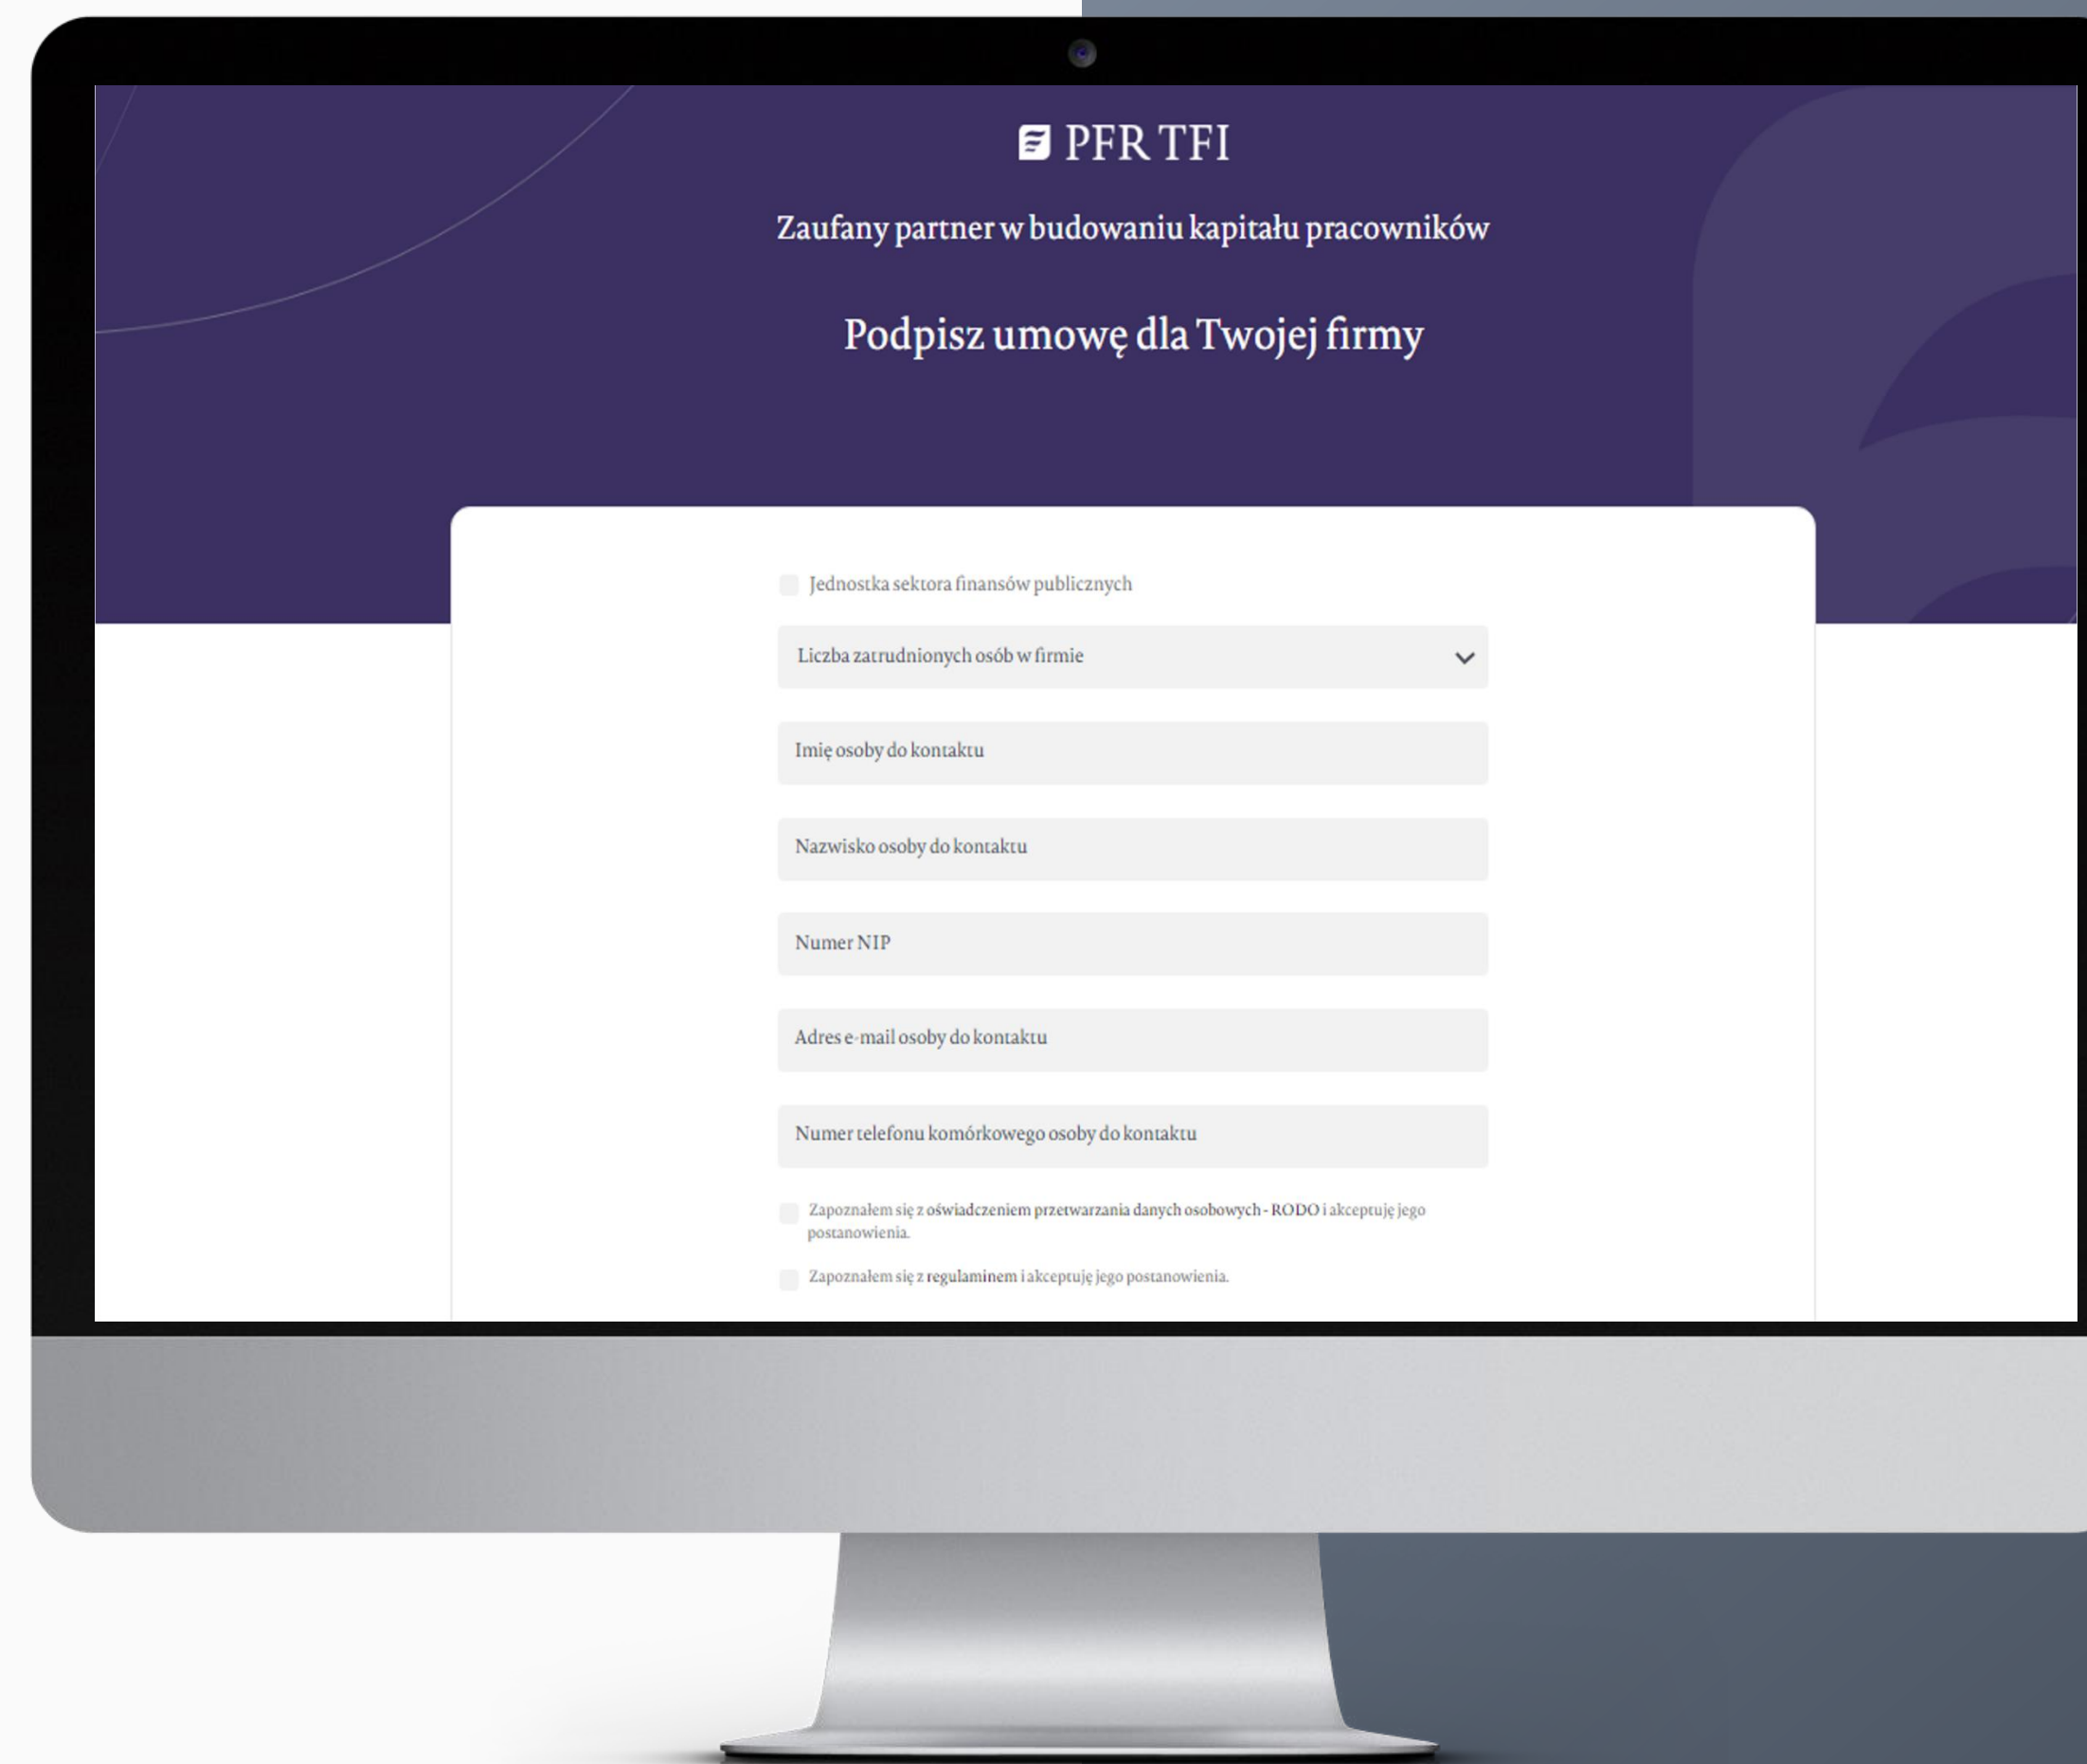 PFR TFI
Zaufany partner w budowaniu kapitału pracowników
Podpisz umowę dla Twojej firmy
Jednostka sektora finansów publicznych
Liczba zatrudnionych osób w firmie
Imię osoby do kontaktu
Nazwisko osoby do kontaktu
Numer NIP
Adres e-mail osoby do kontaktu
Numer telefonu komórkowego osoby do kontaktu
Zapoznałem się z oświadczeniem przetwarzania danych osobowych - RODO i akceptuję jego
postanowienia.
Zapoznałem się z regulaminem i akceptuję jego postanowienia.